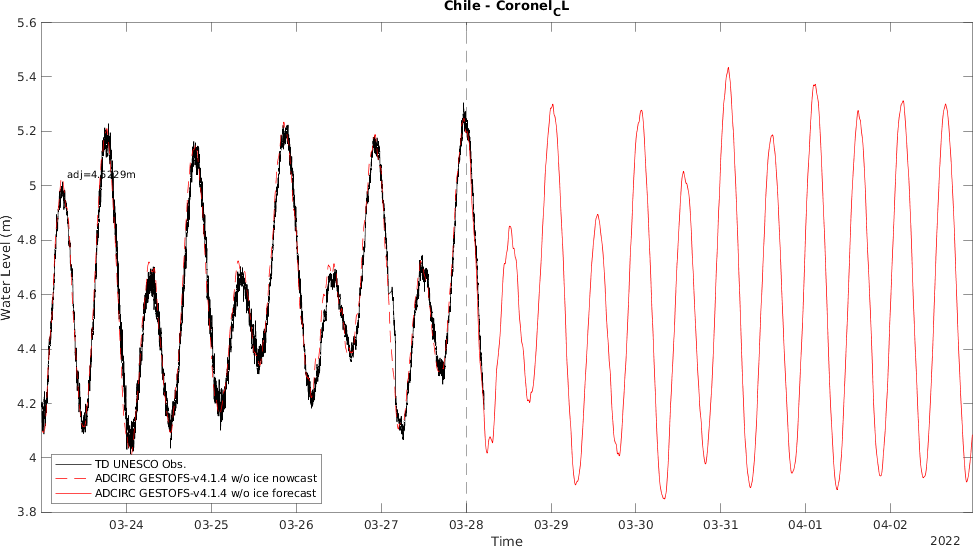 Chile - Coronel_CL
5.6
5.4
5.2
5
4.8
4.6
4.4
4.2
4
3.8
Water Level (m)
adj=4.6229m
TD UNESCO Obs.
ADCIRC GESTOFS-v4.1.4 w/o ice nowcast
ADCIRC GESTOFS-v4.1.4 w/o ice forecast
03-24 03-25 03-26 03-27 03-28 03-29 03-30 03-31 04-01 04-02
Time
2022